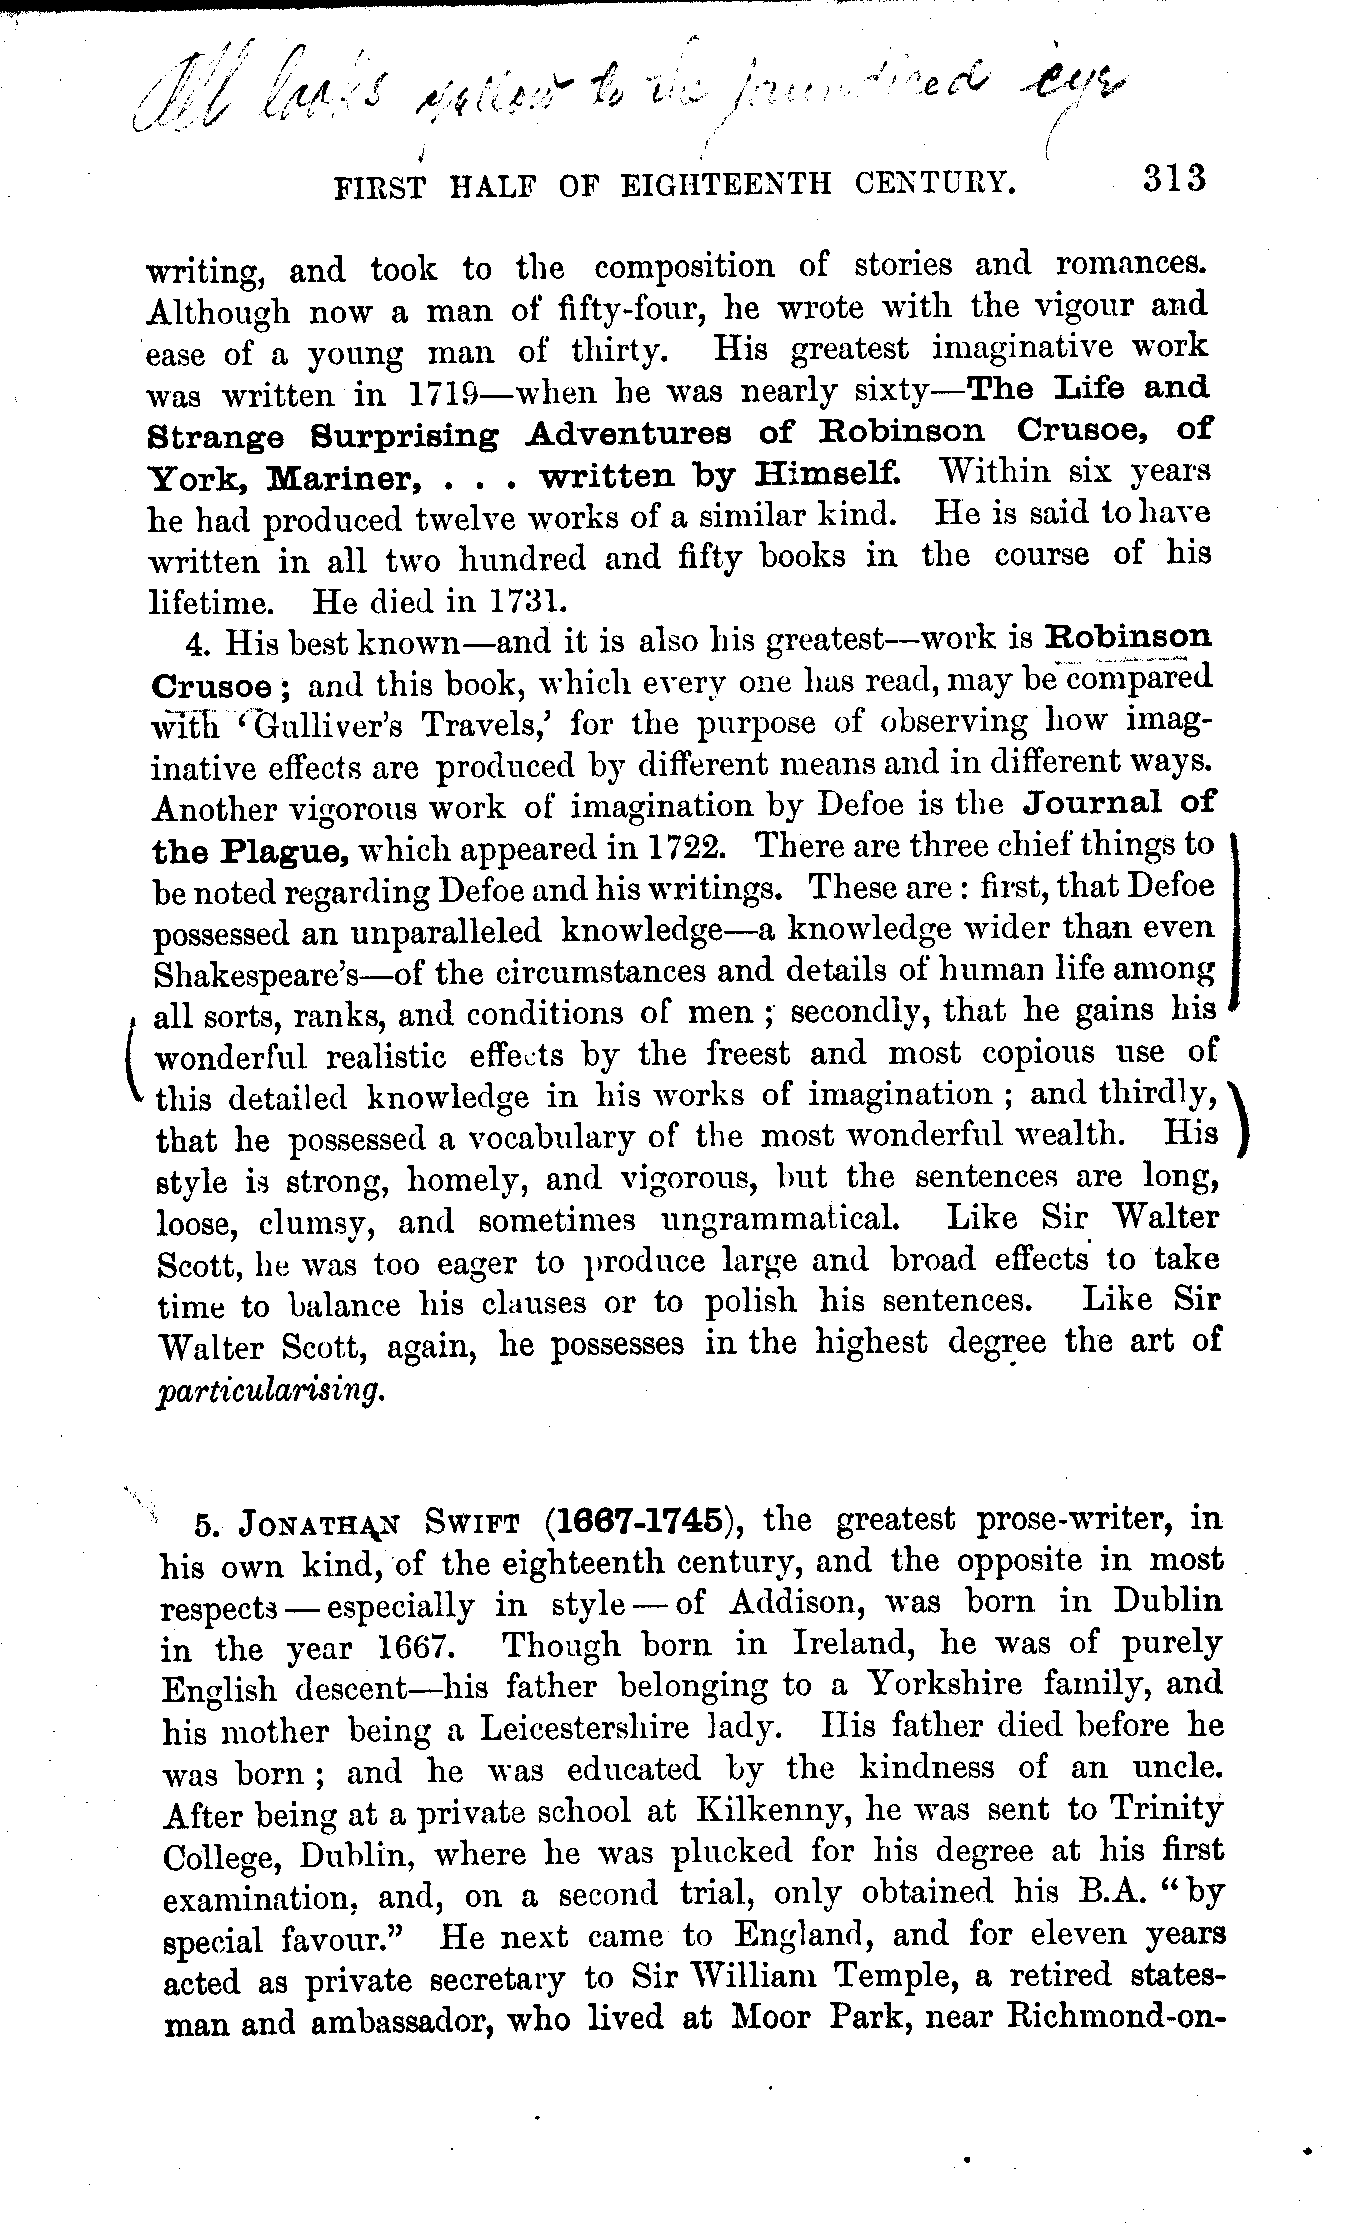 All looks yellow to the jaundiced eye
FIRST HALF OF EIGHTEENTH CENTURY. 313
writing, and took to the composition of stories and romances.
Although now a man of fifty-four, he wrote with the vigour and
ease of a young man of thirty. His greatest imaginative work
was written in 1719—when he was nearly sixty—The Life and
Strange Surprising Adventures of Robinson Crusoe, of
York, Mariner, . . . written by Himself. Within six years
he had produced twelve works of a similar kind. He is said to have
written in all two hundred and fifty books in the course of his
lifetime. He died in 1731.
4. His best known—and it is also his greatest—work is Robinson
Crusoe; and this book, which every one has read, may be compared
with ‘Gulliver’s Travels,’ for the purpose of observing how imag-
inative effects are produced by different means and in different ways.
Another vigorous work of imagination by Defoe is the Journal of
the Plague, which appeared in 1722. There are three chief things to
be noted regarding Defoe and his writings. These are: first, that Defoe
possessed an unparalleled knowledge—a knowledge wider than even
Shakespeare’s—of the circumstances and details of human life among
all sorts, ranks, and conditions of men; secondly, that he gains his
wonderful realistic effects by the freest and most copious use of
this detailed knowledge in his works of imagination; and thirdly,
that he possessed a vocabulary of the most wonderful wealth. His
style is strong, homely, and vigorous, but the sentences are long,
loose, clumsy, and sometimes ungrammatical. Like Sir Walter
Scott, he was too eager to produce large and broad effects to take
time to balance his clauses or to polish his sentences. Like Sir
Walter Scott, again, he possesses in the highest degree the art of
particularising.
5. JONATHAN SWIFT (1667-1745), the greatest prose-writer, in
his own kind, of the eighteenth century, and the opposite in most
respects—especially in style—of Addison, was born in Dublin
in the year 1667. Though born in Ireland, he was of purely
English descent—his father belonging to a Yorkshire family, and
his mother being a Leicestershire lady. His father died before he
was born; and he was educated by the kindness of an uncle.
After being at a private school at Kilkenny, he was sent to Trinity
College, Dublin, where he was plucked for his degree at his first
examination, and, on a second trial, only obtained his B.A. “by
special favour.” He next came to England, and for eleven years
acted as private secretary to Sir William Temple, a retired states-
man and ambassador, who lived at Moor Park, near Richmond-on-